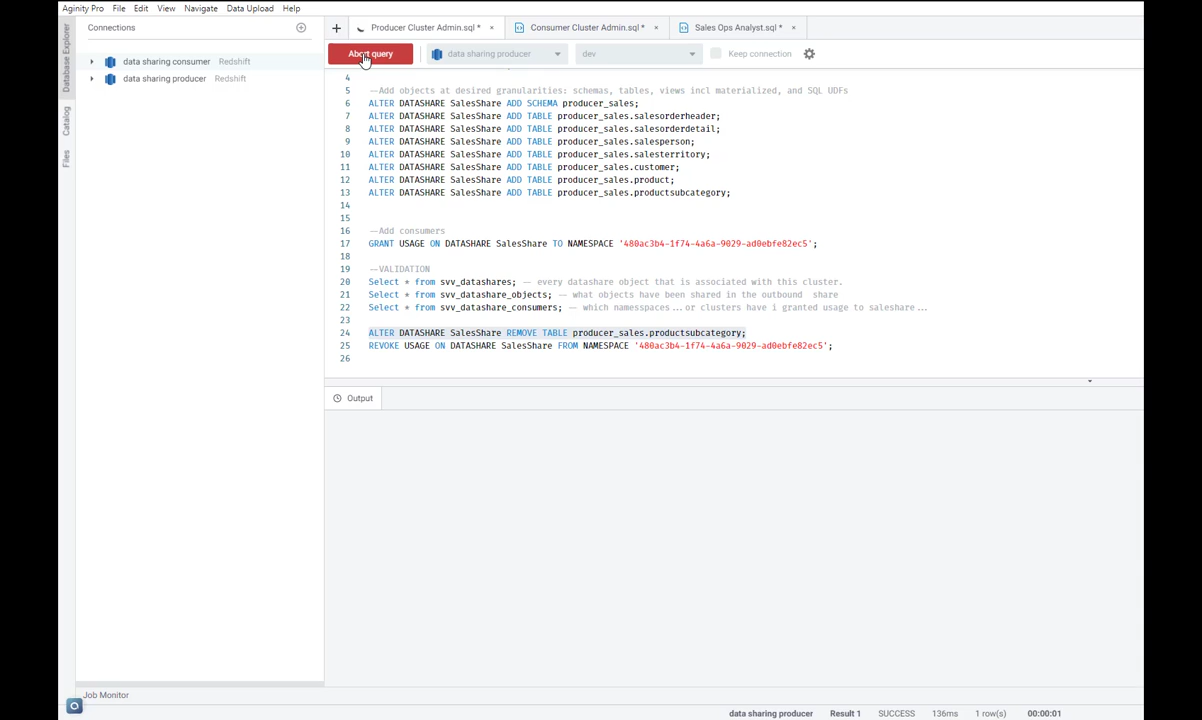 Aginity Pro File Edit View Navigate Data Upload Help
Connections
Producer Cluster Admin.sql * ×
Consumer Cluster Admin.sql * ×
Sales Ops Analyst.sql * ×
Database Explorer
Catalog
Files
data sharing consumer Redshift
data sharing producer Redshift
Abort query
data sharing producer
dev
Keep connection
4
5 --Add objects at desired granularities: schemas, tables, views incl materialized, and SQL UDFs
6 ALTER DATASHARE SalesShare ADD SCHEMA producer_sales;
7 ALTER DATASHARE SalesShare ADD TABLE producer_sales.salesorderheader;
8 ALTER DATASHARE SalesShare ADD TABLE producer_sales.salesorderdetail;
9 ALTER DATASHARE SalesShare ADD TABLE producer_sales.salesperson;
10 ALTER DATASHARE SalesShare ADD TABLE producer_sales.salesterritory;
11 ALTER DATASHARE SalesShare ADD TABLE producer_sales.customer;
12 ALTER DATASHARE SalesShare ADD TABLE producer_sales.product;
13 ALTER DATASHARE SalesShare ADD TABLE producer_sales.productsubcategory;
14
15
16 --Add consumers
17 GRANT USAGE ON DATASHARE SalesShare TO NAMESPACE '480ac3b4-1f74-4a6a-9029-ad0ebfe82ec5';
18
19 --VALIDATION
20 Select * from svv_datashares; -- every datashare object that is associated with this cluster.
21 Select * from svv_datashare_objects; -- what objects have been shared in the outbound share
22 Select * from svv_datashare_consumers; -- which namesspaces...or clusters have i granted usage to saleshare...
23
24 ALTER DATASHARE SalesShare REMOVE TABLE producer_sales.productsubcategory;
25 REVOKE USAGE ON DATASHARE SalesShare FROM NAMESPACE '480ac3b4-1f74-4a6a-9029-ad0ebfe82ec5';
26
Output
Job Monitor
data sharing producer Result 1 SUCCESS 136ms 1 row(s) 00:00:01